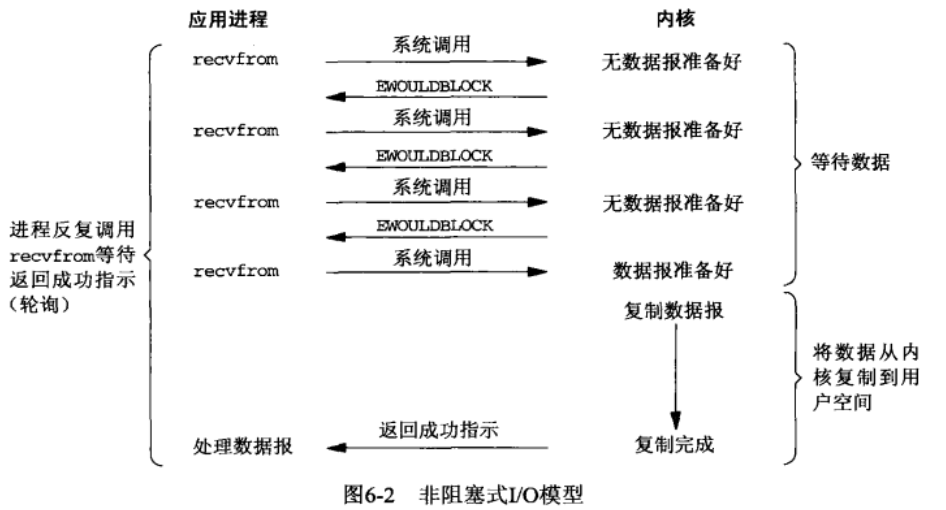 应用进程
内核
recvfrom
系统调用
无数据报准备好
EWOULDBLOCK
recvfrom
系统调用
无数据报准备好
EWOULDBLOCK
recvfrom
系统调用
无数据报准备好
EWOULDBLOCK
recvfrom
系统调用
数据报准备好
等待数据
进程反复调用
recvfrom等待
返回成功指示
(轮询)
复制数据报
将数据从内
核复制到用
户空间
处理数据报
返回成功指示
复制完成
图6-2 非阻塞式I/O模型